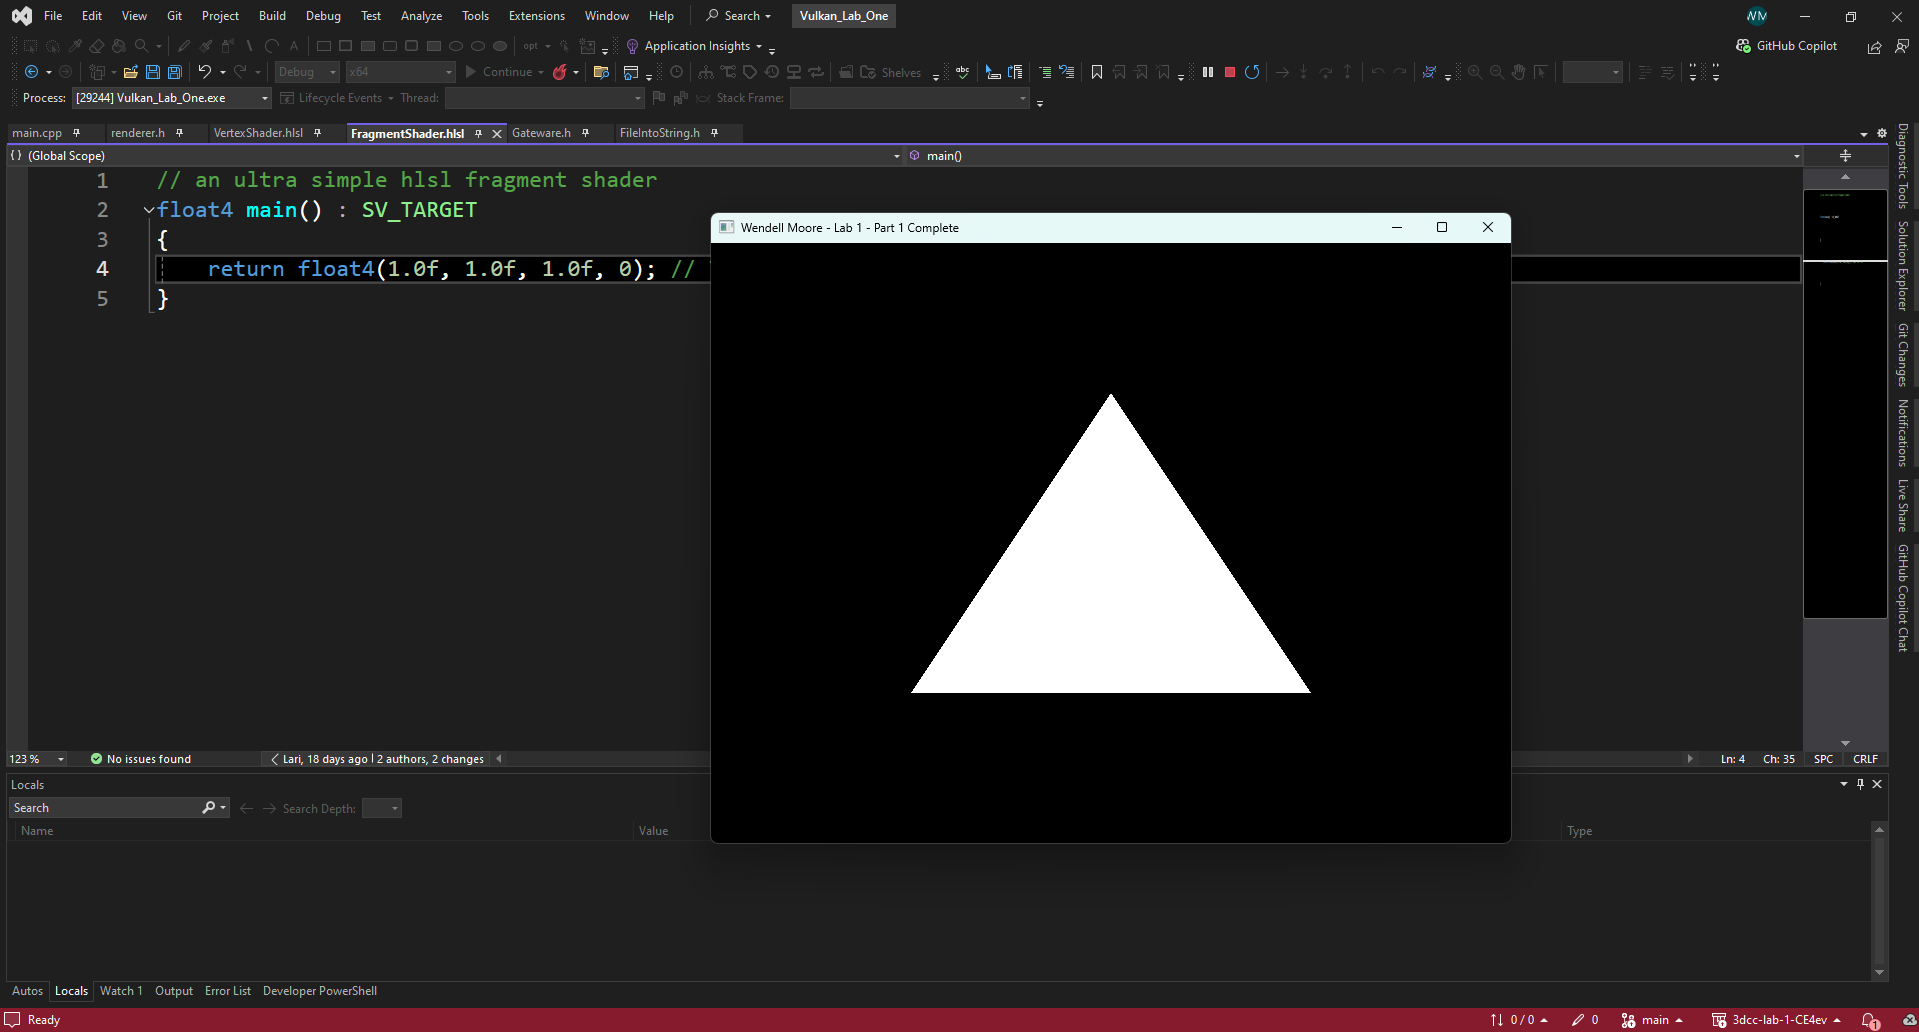 File Edit View Git Project Build Debug Test Analyze Tools Extensions Window Help Search Vulkan_Lab_One WM
A opt Application Insights GitHub Copilot
Debug x64 Continue Shelves abc
Process: [29244] Vulkan_Lab_One.exe Lifecycle Events Thread: Stack Frame:
main.cpp renderer.h VertexShader.hlsl FragmentShader.hlsl Gateware.h FileIntoString.h
(Global Scope) main()
1 // an ultra simple hlsl fragment shader
2 float4 main() : SV_TARGET
3 {
4 return float4(1.0f, 1.0f, 1.0f, 0); //
5 }
Wendell Moore - Lab 1 - Part 1 Complete
Diagnostic Tools
Solution Explorer
Git Changes
Notifications
Live Share
GitHub Copilot Chat
123 % No issues found Lari, 18 days ago | 2 authors, 2 changes Ln: 4 Ch: 35 SPC CRLF
Locals
Search Search Depth:
Name Value Type
Autos Locals Watch 1 Output Error List Developer PowerShell
Ready 0 / 0 0 main 3dcc-lab-1-CE4ev 1